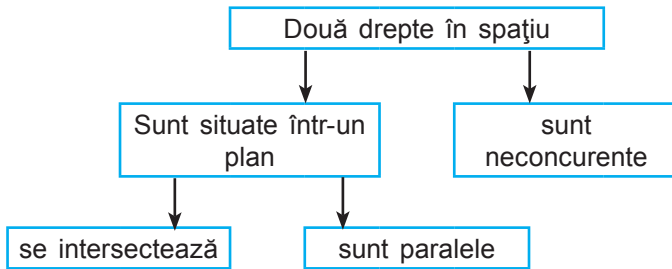 Două drepte în spaţiu
Sunt situate într-un
plan
sunt
neconcurente
se intersectează
sunt paralele